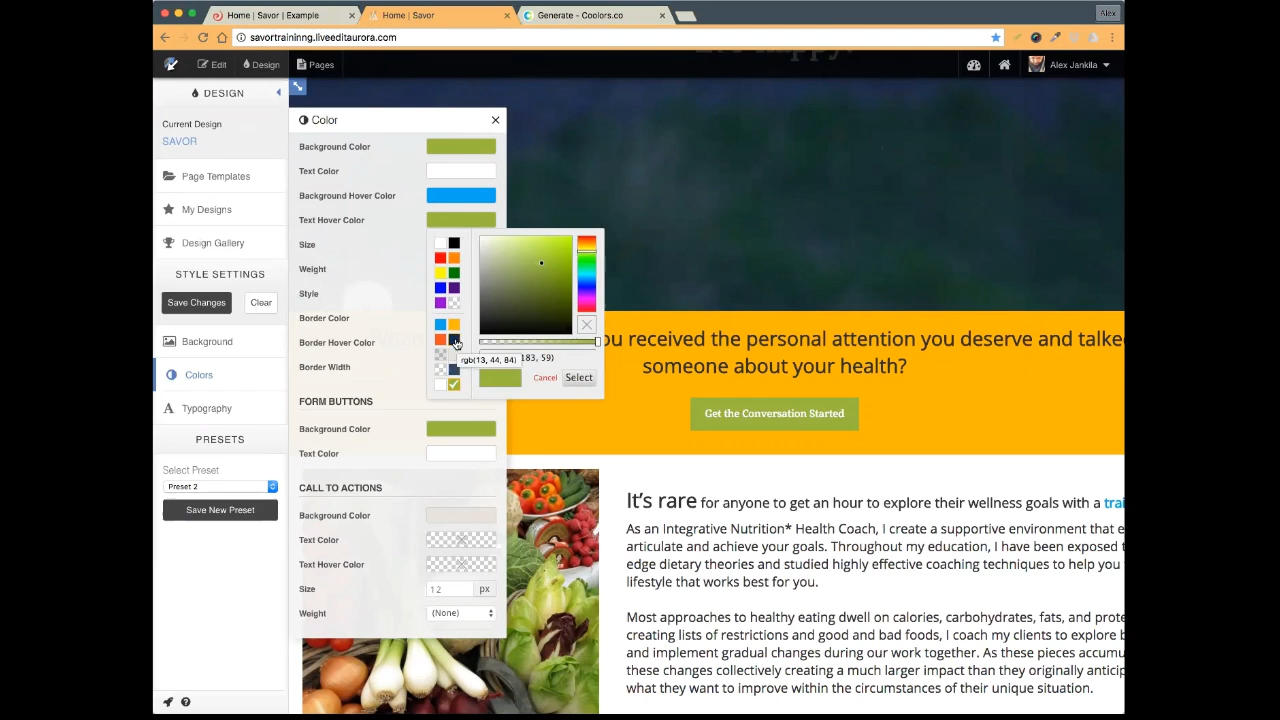 Home | Savor | Example
Home | Savor
Generate - Coolors.co
Alex
savortraininng.liveeditaurora.com
Edit
Design
Pages
Alex Jankila
DESIGN
Current Design
SAVOR
Page Templates
My Designs
Design Gallery
STYLE SETTINGS
Save Changes
Clear
Background
Colors
Typography
PRESETS
Select Preset
Preset 2
Save New Preset
Color
Background Color
Text Color
Background Hover Color
Text Hover Color
Size
Weight
Style
Border Color
Border Hover Color
Border Width
FORM BUTTONS
Background Color
Text Color
CALL TO ACTIONS
Background Color
Text Color
Text Hover Color
Size
12
px
Weight
(None)
rgb(13, 44, 84)
183, 59)
Cancel
Select
ou received the personal attention you deserve and talke
someone about your health?
Get the Conversation Started
It's rare for anyone to get an hour to explore their wellness goals with a trai
As an Integrative Nutrition* Health Coach, I create a supportive environment that e
articulate and achieve your goals. Throughout my education, I have been exposed t
edge dietary theories and studied highly effective coaching techniques to help you
lifestyle that works best for you.
Most approaches to healthy eating dwell on calories, carbohydrates, fats, and prote
creating lists of restrictions and good and bad foods, I coach my clients to explore b
and implement gradual changes during our work together. As these pieces accumu
these changes collectively creating a much larger impact than they originally anticip
what they want to improve within the circumstances of their unique situation.